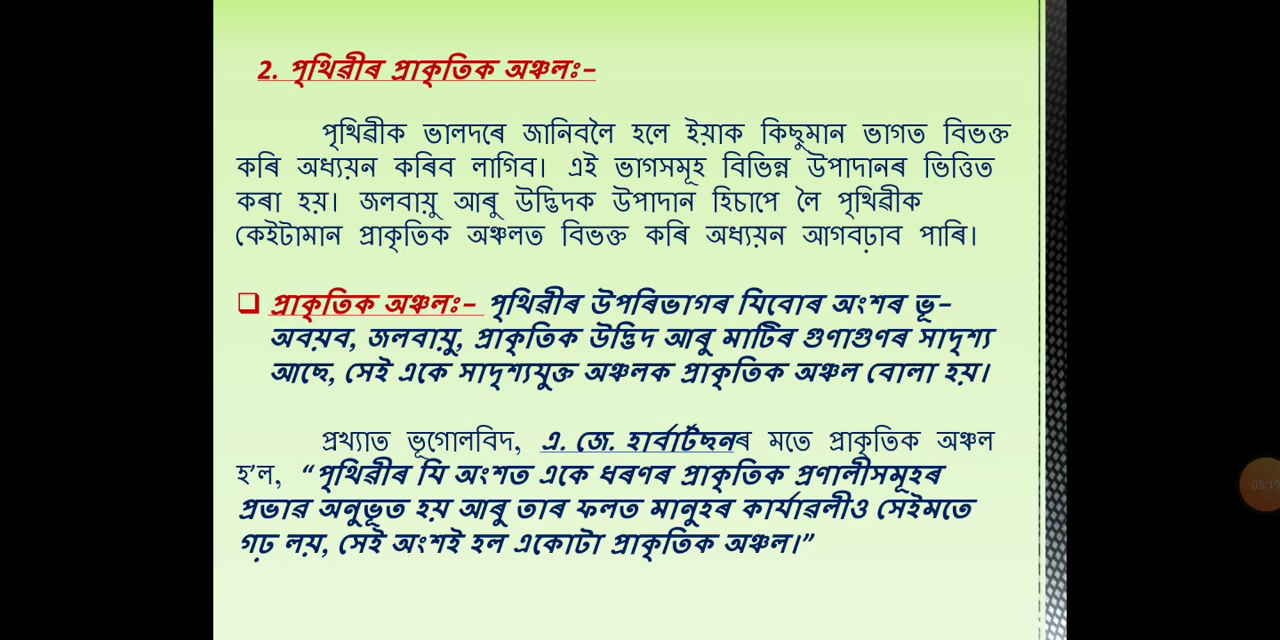 2. পৃথিৱীৰ প্ৰাকৃতিক অঞ্চলঃ–
পৃথিৱীক ভালদৰে জানিবলৈ হলে ইয়াক কিছুমান ভাগত বিভক্ত
কৰি অধ্যয়ন কৰিব লাগিব। এই ভাগসমূহ বিভিন্ন উপাদানৰ ভিত্তিত
কৰা হয়। জলবায়ু আৰু উদ্ভিদক উপাদান হিচাপে লৈ পৃথিৱীক
কেইটামান প্ৰাকৃতিক অঞ্চলত বিভক্ত কৰি অধ্যয়ন আগবঢ়াব পাৰি।
❑ প্ৰাকৃতিক অঞ্চলঃ– পৃথিৱীৰ উপৰিভাগৰ যিবোৰ অংশৰ ভূ–
অবয়ব, জলবায়ু, প্ৰাকৃতিক উদ্ভিদ আৰু মাটিৰ গুণাগুণৰ সাদৃশ্য
আছে, সেই একে সাদৃশ্যযুক্ত অঞ্চলক প্ৰাকৃতিক অঞ্চল বোলা হয়।
প্ৰখ্যাত ভূগোলবিদ, এ. জে. হাৰ্বাৰ্টছনৰ মতে প্ৰাকৃতিক অঞ্চল
হ'ল, “পৃথিৱীৰ যি অংশত একে ধৰণৰ প্ৰাকৃতিক প্ৰণালীসমূহৰ
প্ৰভাৱ অনুভূত হয় আৰু তাৰ ফলত মানুহৰ কাৰ্যাৱলীও সেইমতে
গঢ় লয়, সেই অংশই হল একোটা প্ৰাকৃতিক অঞ্চল।”
05:19